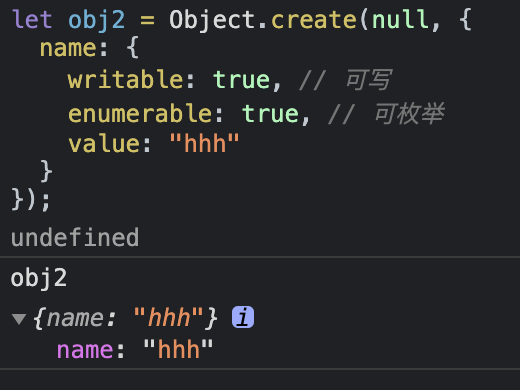 let obj2 = Object.create(null, {
  name: {
    writable: true, // 可写
    enumerable: true, // 可枚举
    value: "hhh"
  }
});
undefined
obj2
▼{name: "hhh"} i
    name: "hhh"